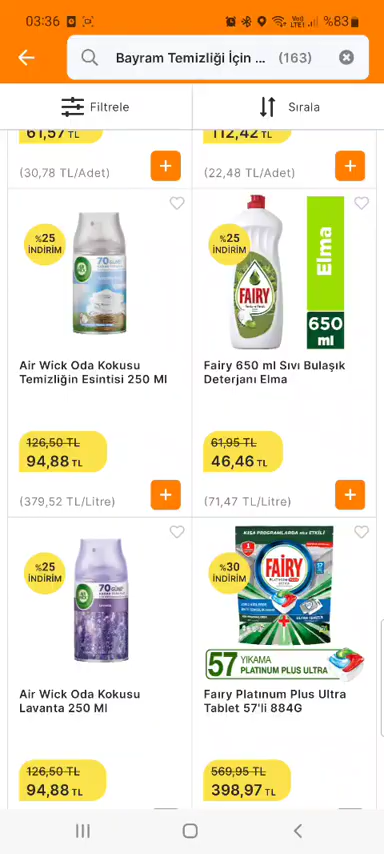 03:36
%83
Bayram Temizliği İçin ... (163)
Filtrele
Sırala
61,57 TL
112,42 TL
(30,78 TL/Adet)
(22,48 TL/Adet)
%25
İNDİRİM
70 GÜNE
%25
İNDİRİM
FAIRY
Elma
650
ml
Air Wick Oda Kokusu
Temizliğin Esintisi 250 Ml
Fairy 650 ml Sıvı Bulaşık
Deterjanı Elma
126,50 TL
94,88 TL
61,95 TL
46,46 TL
(379,52 TL/Litre)
(71,47 TL/Litre)
%25
İNDİRİM
%30
İNDİRİM
FAIRY
57 YIKAMA
PLATINUM PLUS ULTRA
Air Wick Oda Kokusu
Lavanta 250 Ml
Faıry Platınum Plus Ultra
Tablet 57'li 884G
126,50 TL
94,88 TL
569,95 TL
398,97 TL